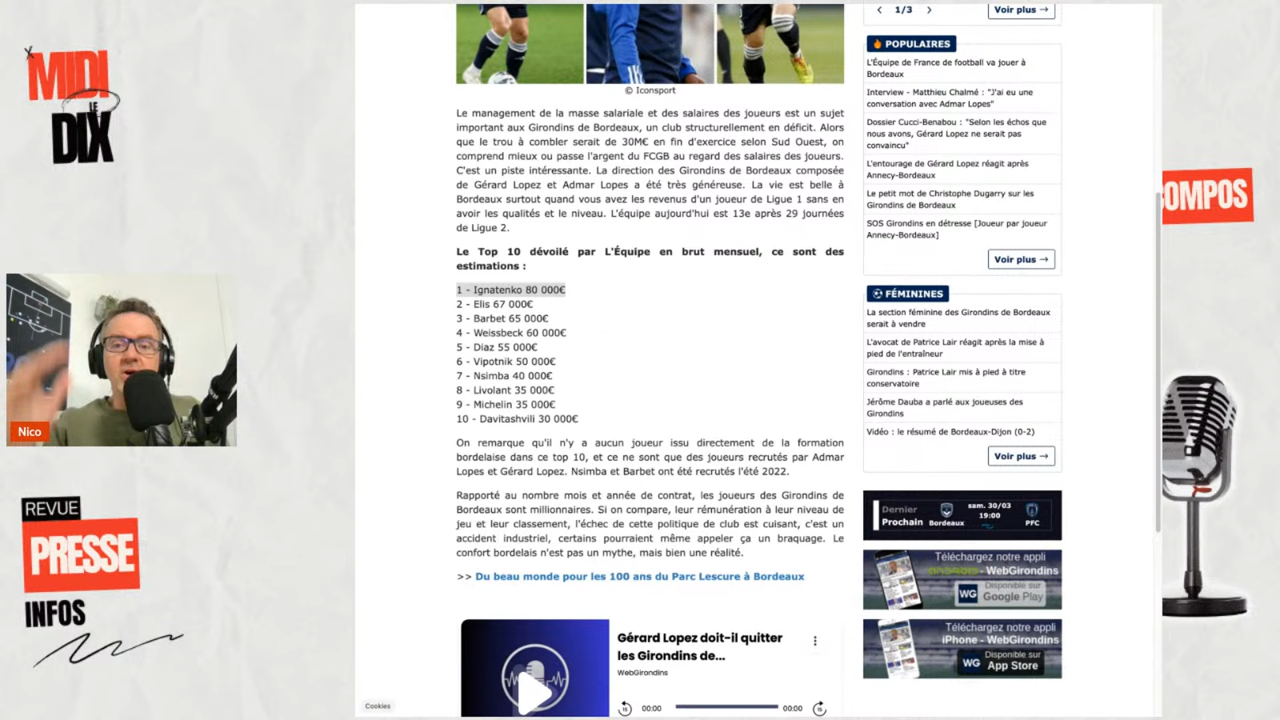 MIDI
LE
DIX
Nico
REVUE
PRESSE
INFOS
© Iconsport
Le management de la masse salariale et des salaires des joueurs est un sujet
important aux Girondins de Bordeaux, un club structurellement en déficit. Alors
que le trou à combler serait de 30M€ en fin d'exercice selon Sud Ouest, on
comprend mieux ou passe l'argent du FCGB au regard des salaires des joueurs.
C'est un piste intéressante. La direction des Girondins de Bordeaux composée
de Gérard Lopez et Admar Lopes a été très généreuse. La vie est belle à
Bordeaux surtout quand vous avez les revenus d'un joueur de Ligue 1 sans en
avoir les qualités et le niveau. L'équipe aujourd'hui est 13e après 29 journées
de Ligue 2.
Le Top 10 dévoilé par L'Équipe en brut mensuel, ce sont des
estimations :
1 - Ignatenko 80 000€
2 - Elis 67 000€
3 - Barbet 65 000€
4 - Weissbeck 60 000€
5 - Diaz 55 000€
6 - Vipotnik 50 000€
7 - Nsimba 40 000€
8 - Livolant 35 000€
9 - Michelin 35 000€
10 - Davitashvili 30 000€
On remarque qu'il n'y a aucun joueur issu directement de la formation
bordelaise dans ce top 10, et ce ne sont que des joueurs recrutés par Admar
Lopes et Gérard Lopez. Nsimba et Barbet ont été recrutés l'été 2022.
Rapporté au nombre mois et année de contrat, les joueurs des Girondins de
Bordeaux sont millionnaires. Si on compare, leur rémunération à leur niveau de
jeu et leur classement, l'échec de cette politique de club est cuisant, c'est un
accident industriel, certains pourraient même appeler ça un braquage. Le
confort bordelais n'est pas un mythe, mais bien une réalité.
>> Du beau monde pour les 100 ans du Parc Lescure à Bordeaux
Gérard Lopez doit-il quitter
les Girondins de...
WebGirondins
15 00:00 00:00 15
Cookies
1/3
Voir plus →
POPULAIRES
L'Équipe de France de football va jouer à
Bordeaux
Interview - Matthieu Chalmé : "J'ai eu une
conversation avec Admar Lopes"
Dossier Cucci-Benabou : "Selon les échos que
nous avons, Gérard Lopez ne serait pas
convaincu"
L'entourage de Gérard Lopez réagit après
Annecy-Bordeaux
Le petit mot de Christophe Dugarry sur les
Girondins de Bordeaux
SOS Girondins en détresse [Joueur par joueur
Annecy-Bordeaux]
Voir plus →
FÉMININES
La section féminine des Girondins de Bordeaux
serait à vendre
L'avocat de Patrice Lair réagit après la mise à
pied de l'entraîneur
Girondins : Patrice Lair mis à pied à titre
conservatoire
Jérôme Dauba a parlé aux joueuses des
Girondins
Vidéo : le résumé de Bordeaux-Dijon (0-2)
Voir plus →
Dernier
Prochain
Bordeaux
sam. 30/03
19:00
PFC
Téléchargez notre appli
ANDROID - WebGirondins
WG
Disponible sur
Google Play
Téléchargez notre appli
iPhone - WebGirondins
WG
Disponible sur
App Store
COMPOS